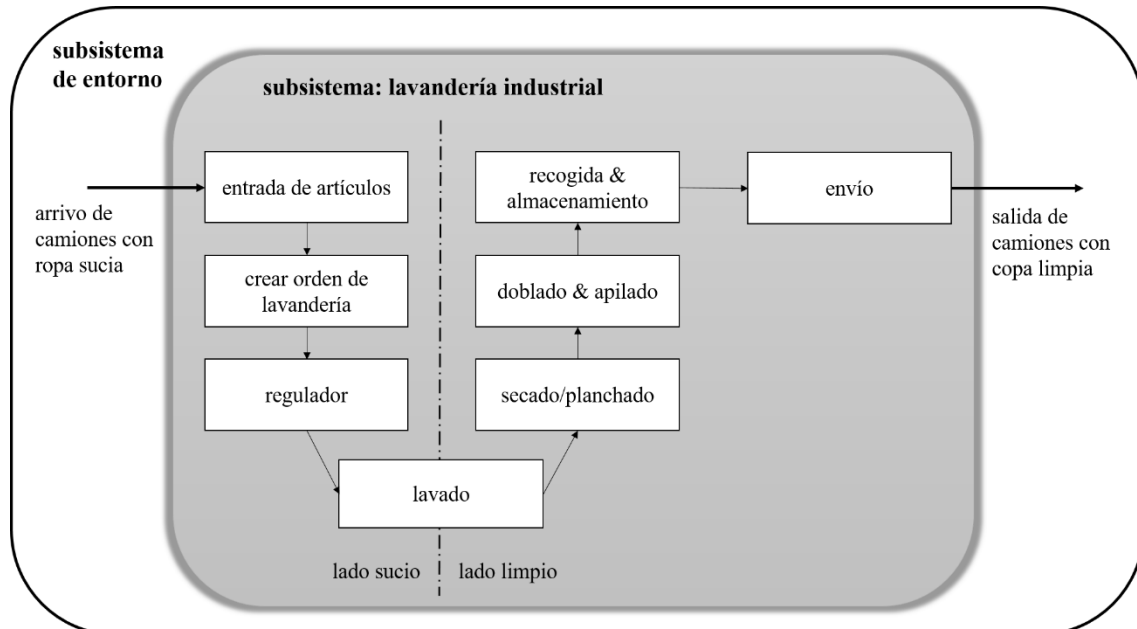 subsistema
de entorno
subsistema: lavandería industrial
arrivo de
camiones con
ropa sucia
entrada de artículos
crear orden de
lavandería
regulador
lavado
secado/planchado
doblado & apilado
recogida &
almacenamiento
envío
salida de
camiones con
copa limpia
lado sucio
lado limpio